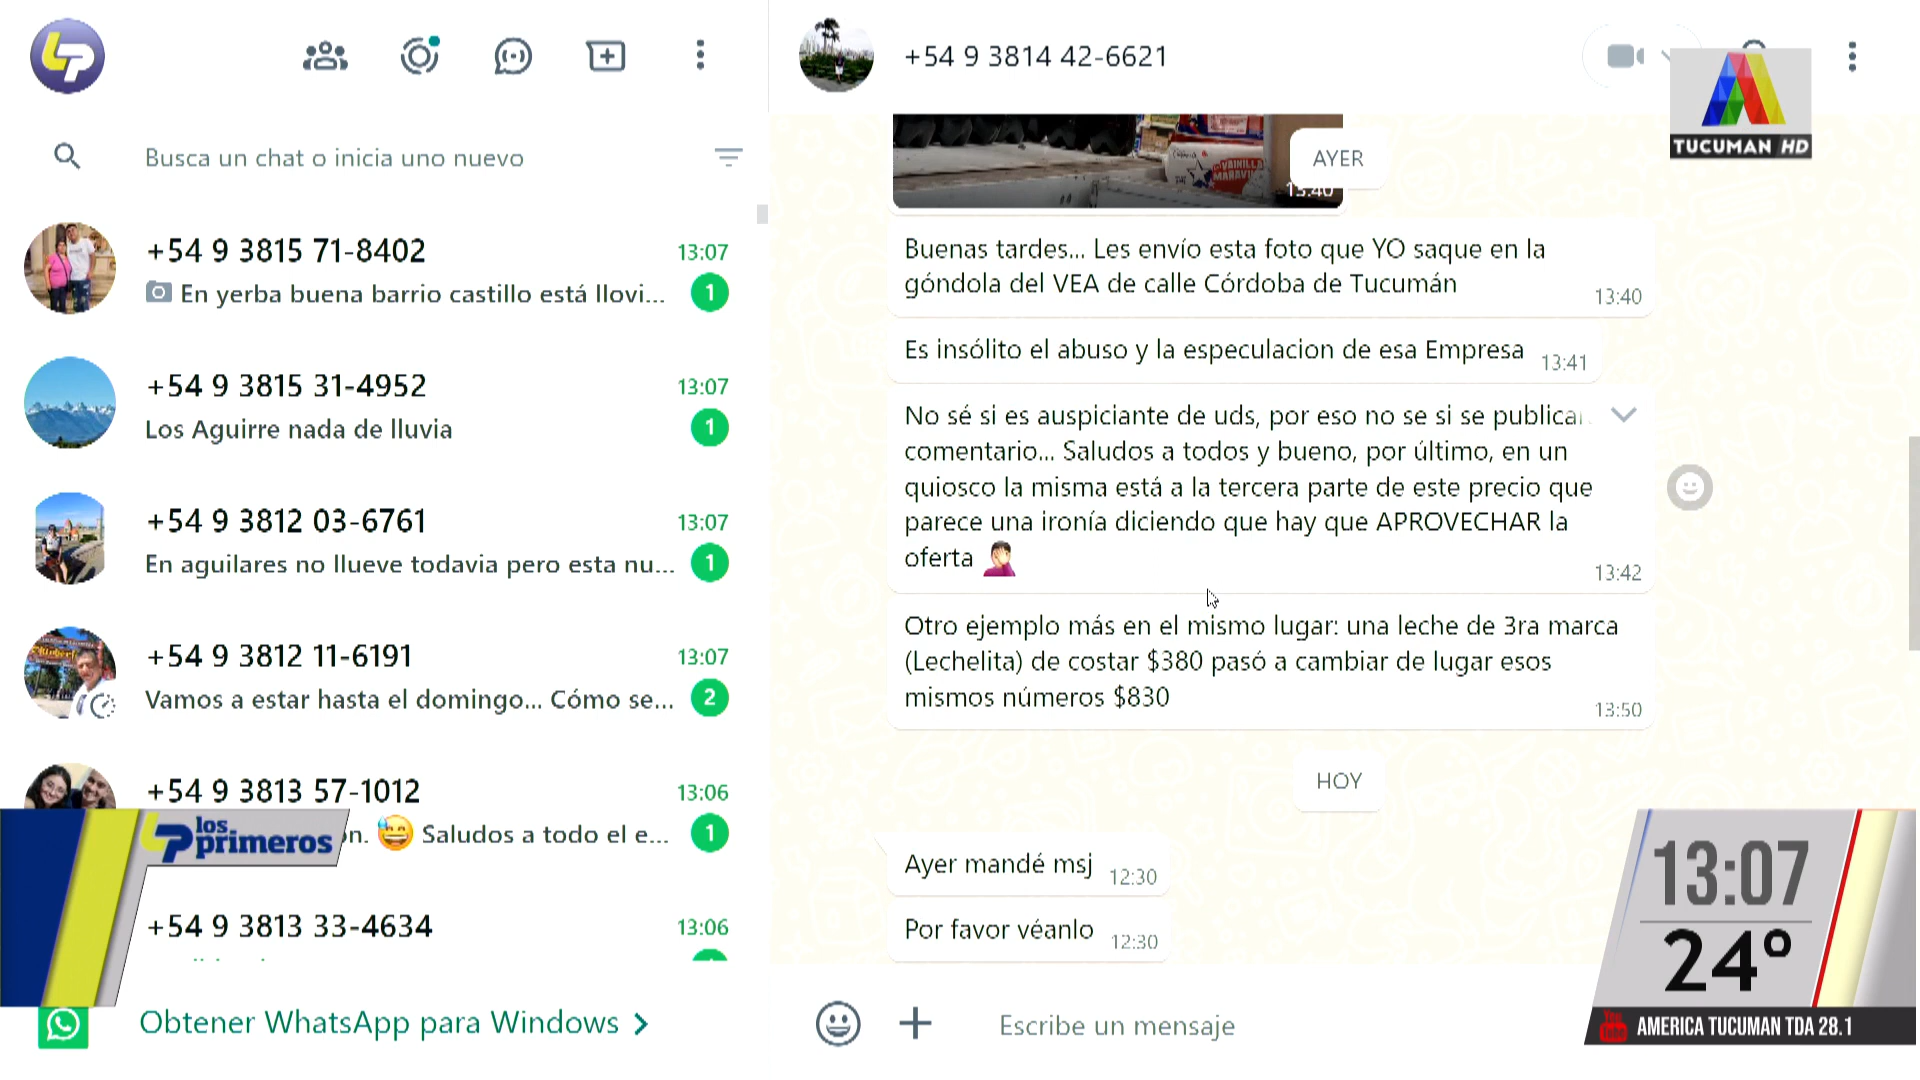 LP
+54 9 3814 42-6621
TUCUMAN HD
Busca un chat o inicia uno nuevo
AYER
VAINILLA
13:40
+54 9 3815 71-8402
13:07
En yerba buena barrio castillo está llovi...
1
+54 9 3815 31-4952
13:07
Los Aguirre nada de lluvia
1
+54 9 3812 03-6761
13:07
En aguilares no llueve todavia pero esta nu...
1
+54 9 3812 11-6191
13:07
Vamos a estar hasta el domingo... Cómo se...
2
+54 9 3813 57-1012
13:06
Saludos a todo el e...
1
+54 9 3813 33-4634
13:06
Obtener WhatsApp para Windows
LP los
primeros
Buenas tardes... Les envío esta foto que YO saque en la
góndola del VEA de calle Córdoba de Tucumán
13:40
Es insólito el abuso y la especulacion de esa Empresa
13:41
No sé si es auspiciante de uds, por eso no se si se publicar
comentario... Saludos a todos y bueno, por último, en un
quiosco la misma está a la tercera parte de este precio que
parece una ironía diciendo que hay que APROVECHAR la
oferta 🤦🏻‍♀️
13:42
Otro ejemplo más en el mismo lugar: una leche de 3ra marca
(Lechelita) de costar $380 pasó a cambiar de lugar esos
mismos números $830
13:50
HOY
Ayer mandé msj
12:30
Por favor véanlo
12:30
Escribe un mensaje
13:07
24°
You Tube AMERICA TUCUMAN TDA 28.1